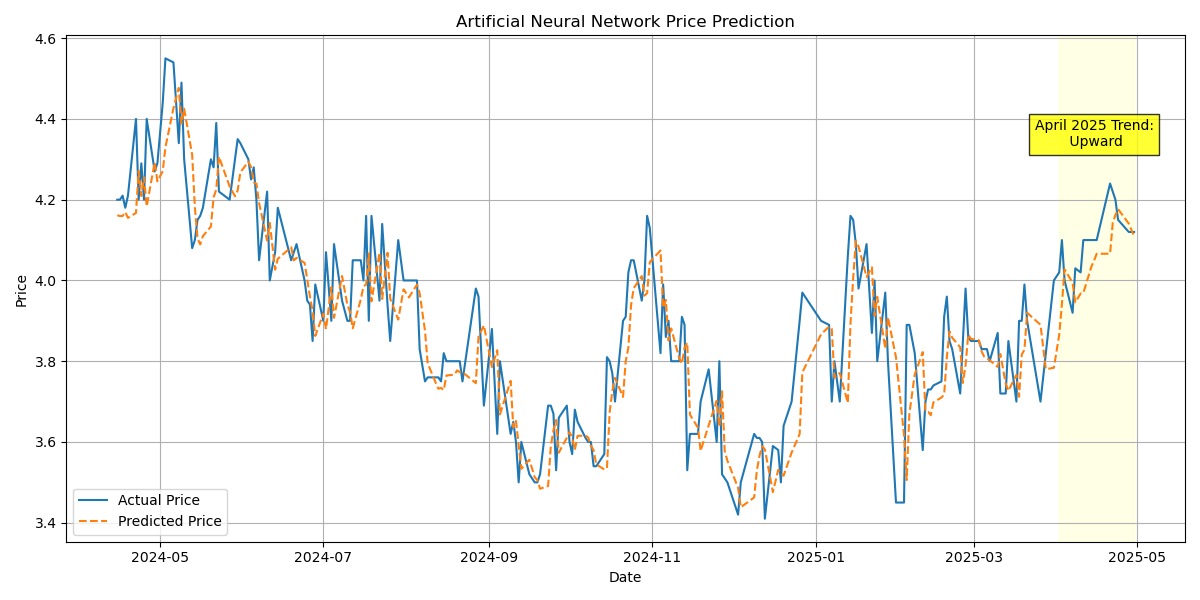 Artificial Neural Network Price Prediction
4.6
4.4
4.2
4.0
3.8
3.6
3.4
Price
April 2025 Trend:
Upward
Actual Price
Predicted Price
2024-05
2024-07
2024-09
2024-11
2025-01
2025-03
2025-05
Date